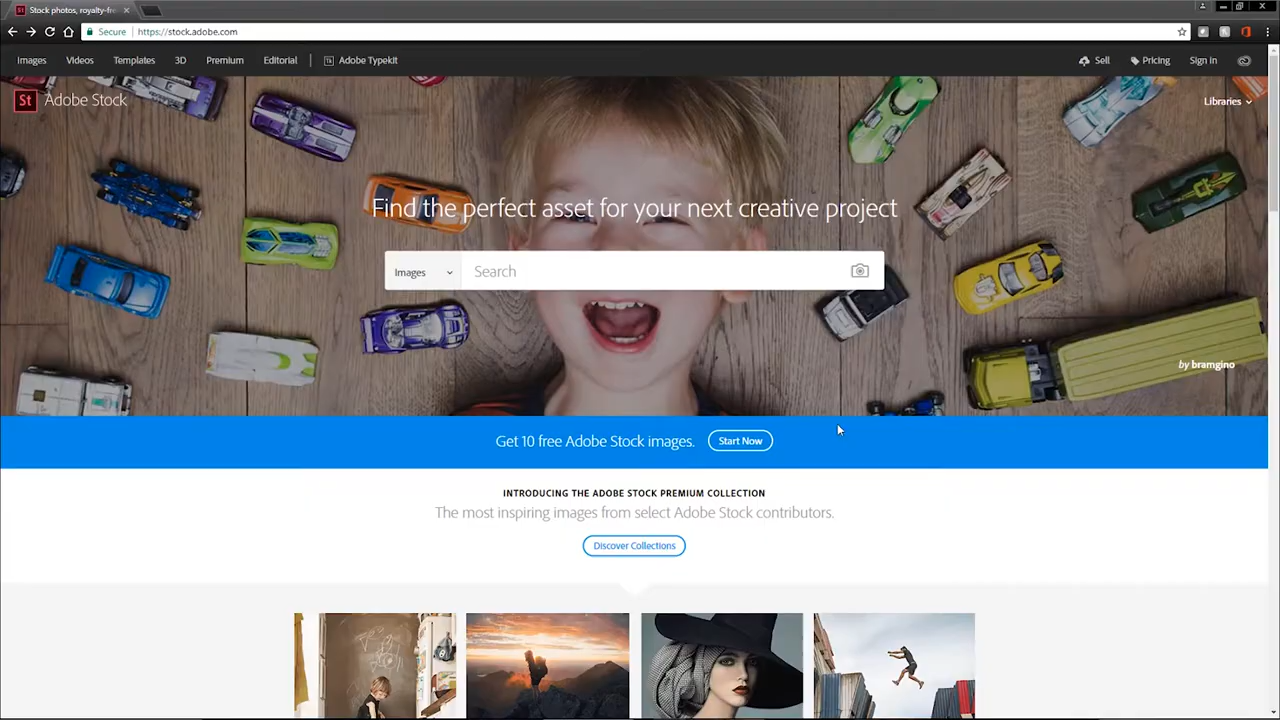 Stock photos, royalty-fre
Secure https://stock.adobe.com
Images Videos Templates 3D Premium Editorial Tk Adobe Typekit Sell Pricing Sign In
St Adobe Stock Libraries
Find the perfect asset for your next creative project
Images Search
by bramgino
Get 10 free Adobe Stock images. Start Now
INTRODUCING THE ADOBE STOCK PREMIUM COLLECTION
The most inspiring images from select Adobe Stock contributors.
Discover Collections